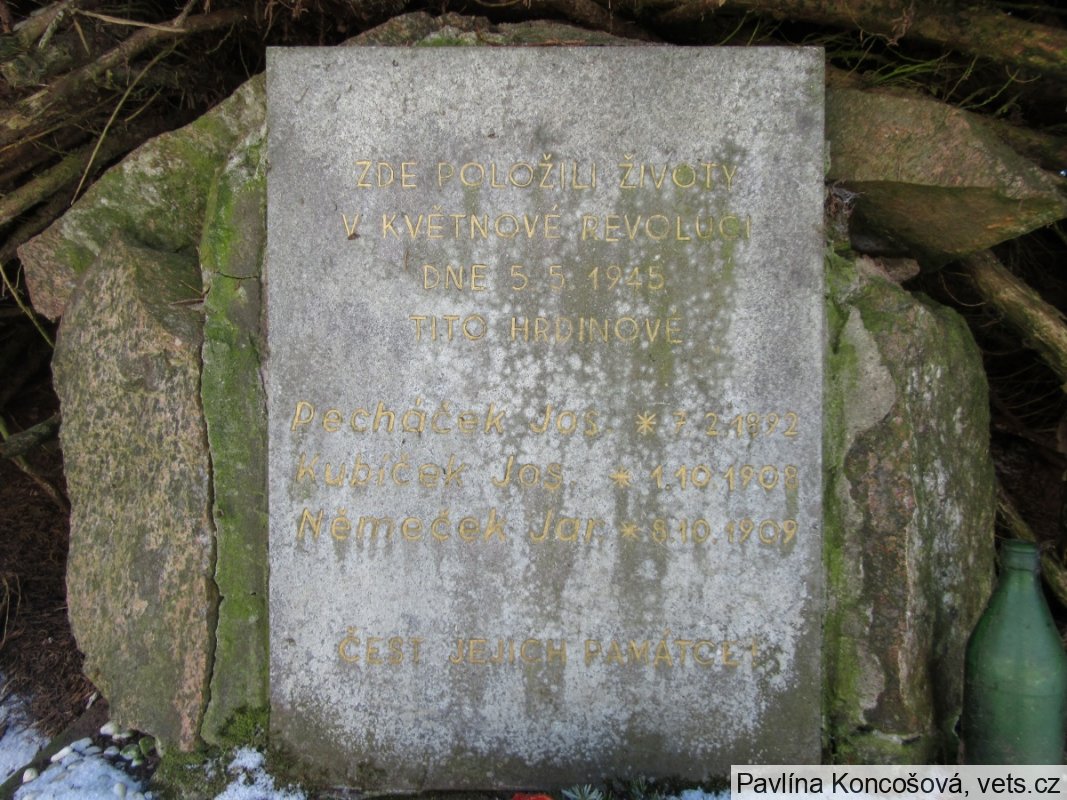 ZDE POLOŽILI ŽIVOTY
V KVĚTNOVÉ REVOLUCI
DNE 5.5.1945
TITO HRDINOVÉ
Pecháček Jos. * 7.2.1892
Kubíček Jos. * 1.10.1908
Němeček Jar. * 8.10.1909
ČEST JEJICH PAMÁTCE!
Pavlína Koncošová, vets.cz